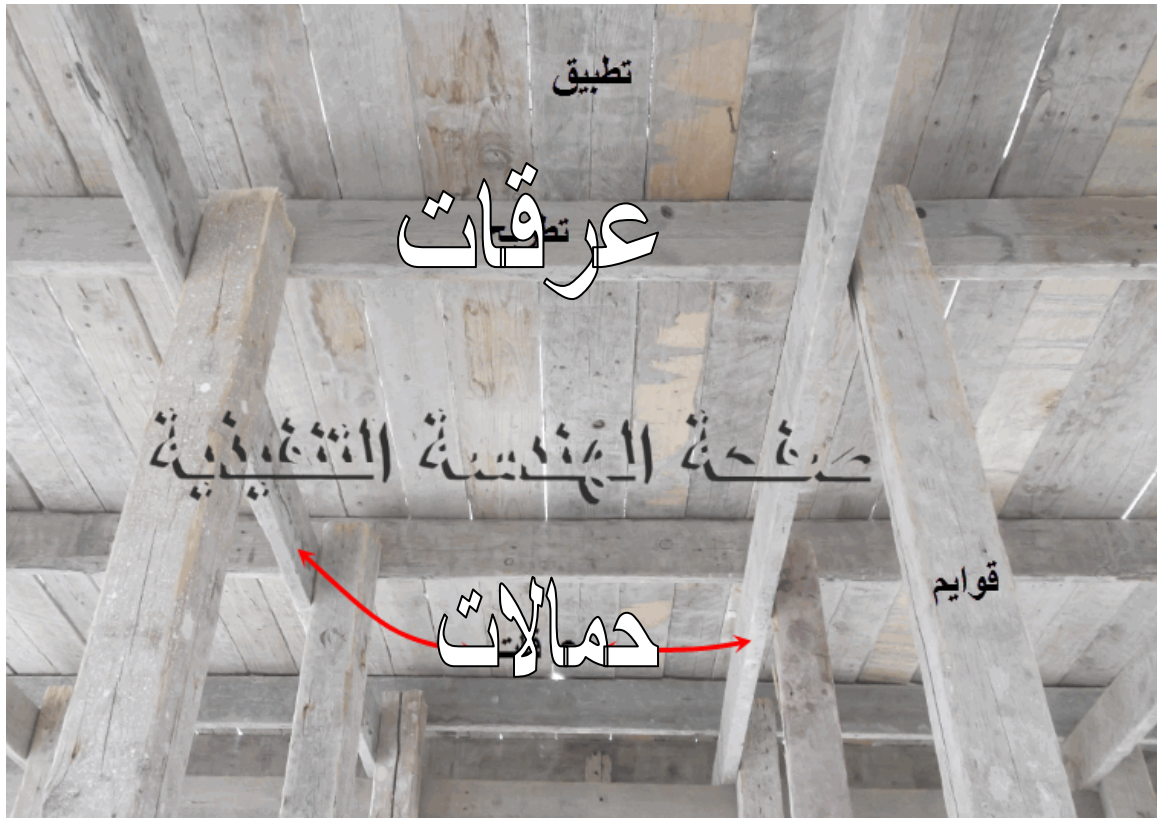 تطبيق
عرقات
صفحة الهندسة التنفيذية
قوايم
حمالات